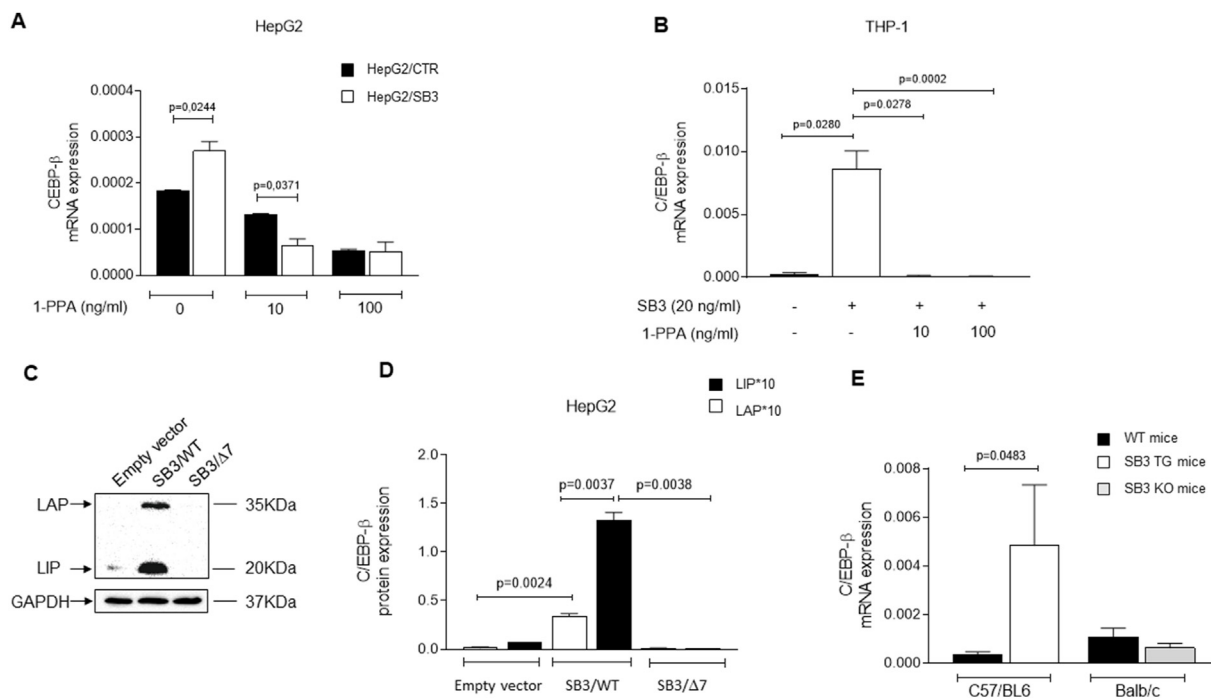 A
HepG2
HepG2/CTR
HepG2/SB3
CEBP-β
mRNA expression
0.0004
0.0003
0.0002
0.0001
0.0000
p=0,0244
p=0,0371
1-PPA (ng/ml)
0 10 100
B
THP-1
C/EBP-β
mRNA expression
0.015
0.010
0.005
0.000
p=0.0002
p=0.0278
p=0.0280
SB3 (20 ng/ml) - + + +
1-PPA (ng/ml) - - 10 100
C
Empty vector
SB3/WT
SB3/Δ7
LAP 35KDa
LIP 20KDa
GAPDH 37KDa
D
HepG2
LIP*10
LAP*10
C/EBP-β
protein expression
2.0
1.5
1.0
0.5
0.0
p=0.0037
p=0.0038
p=0.0024
Empty vector SB3/WT SB3/Δ7
E
WT mice
SB3 TG mice
SB3 KO mice
C/EBP-β
mRNA expression
0.008
0.006
0.004
0.002
0.000
p=0.0483
C57/BL6 Balb/c